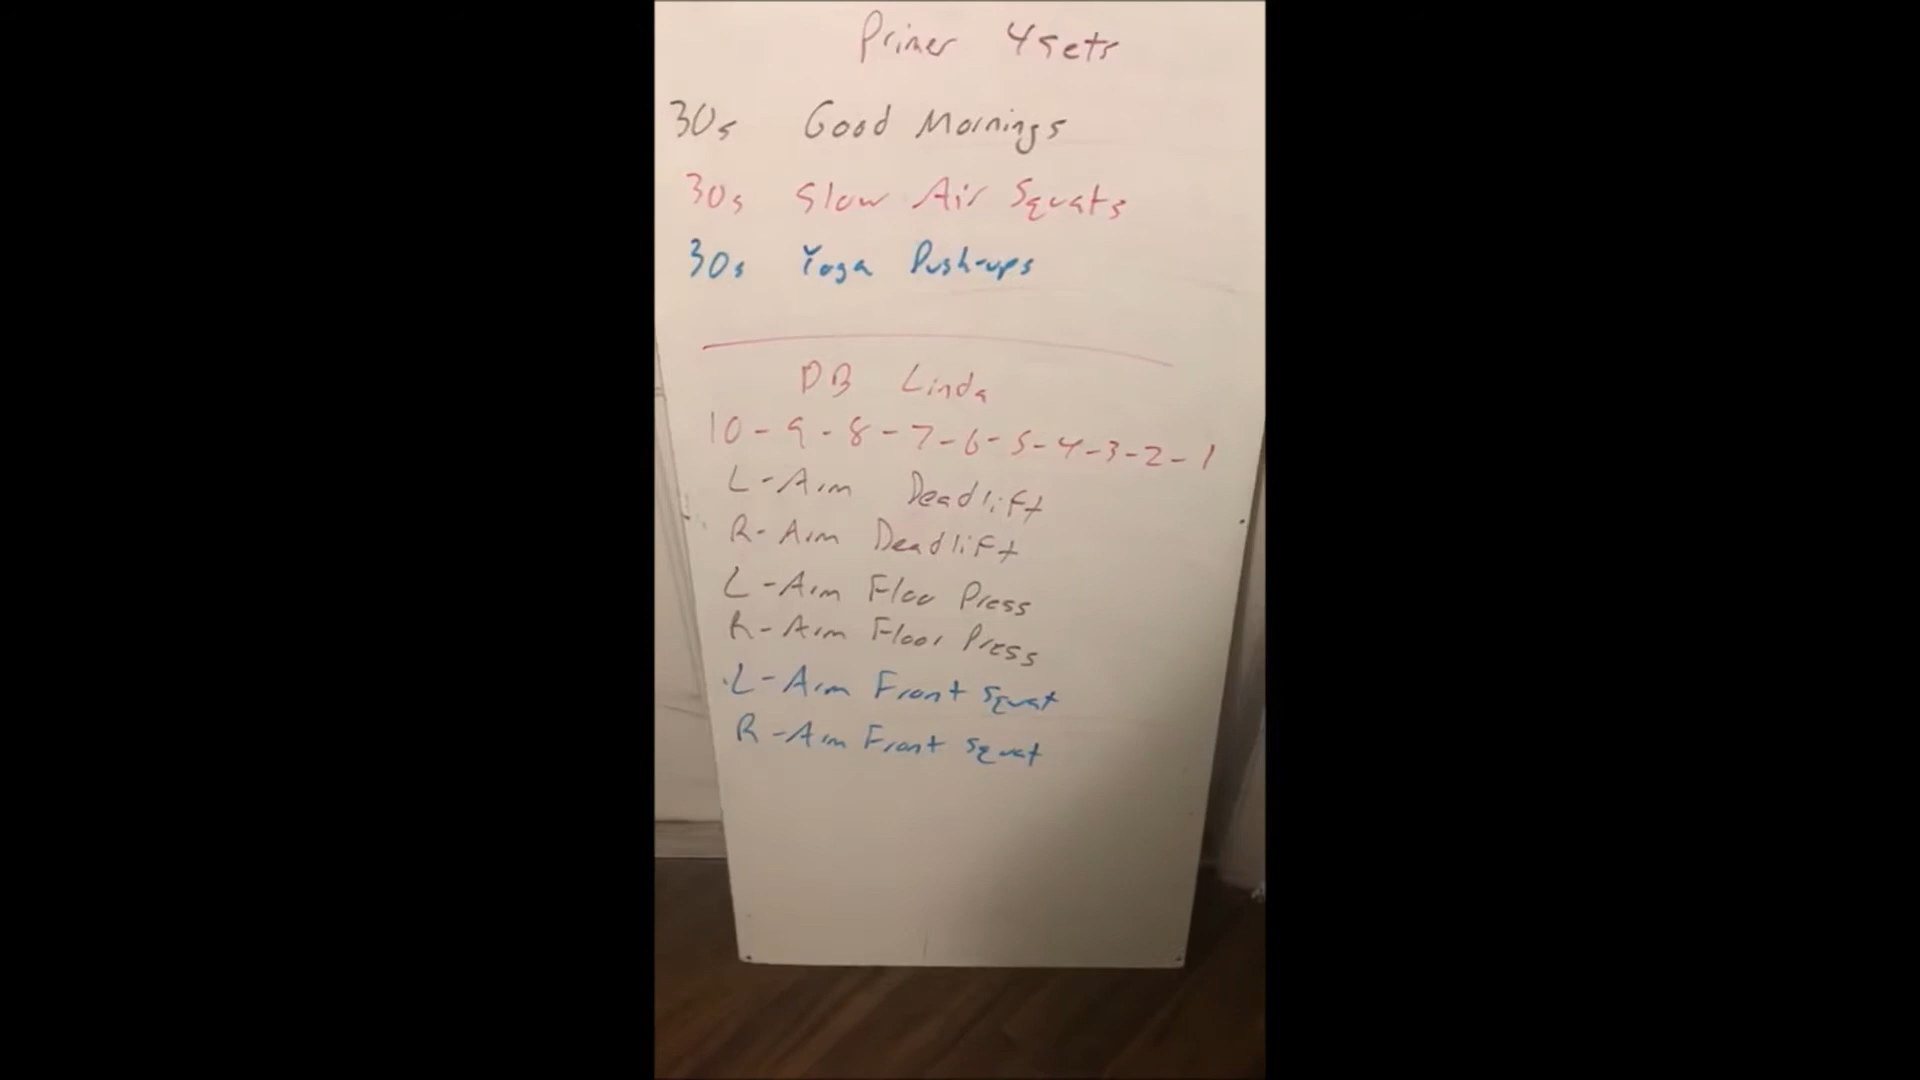 Primer 4 sets
30s Good Mornings
30s Slow Air Squats
30s Yoga Push-ups
DB Linda
10-9-8-7-6-5-4-3-2-1
L-Arm Deadlift
R-Arm Deadlift
L-Arm Floo Press
R-Arm Floor Press
L-Arm Front Squat
R-Arm Front Squat